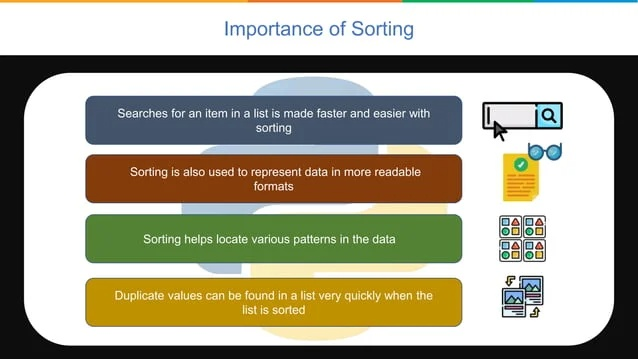 Importance of Sorting
Searches for an item in a list is made faster and easier with
sorting
Sorting is also used to represent data in more readable
formats
Sorting helps locate various patterns in the data
Duplicate values can be found in a list very quickly when the
list is sorted